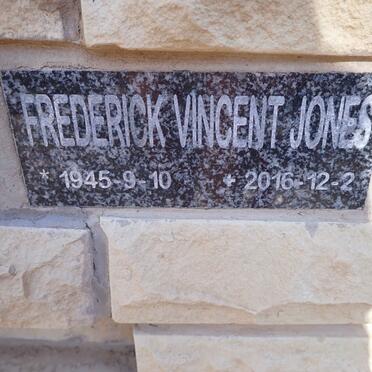 FREDERICK VINCENT JONES
* 1945-9-10 + 2016-12-2